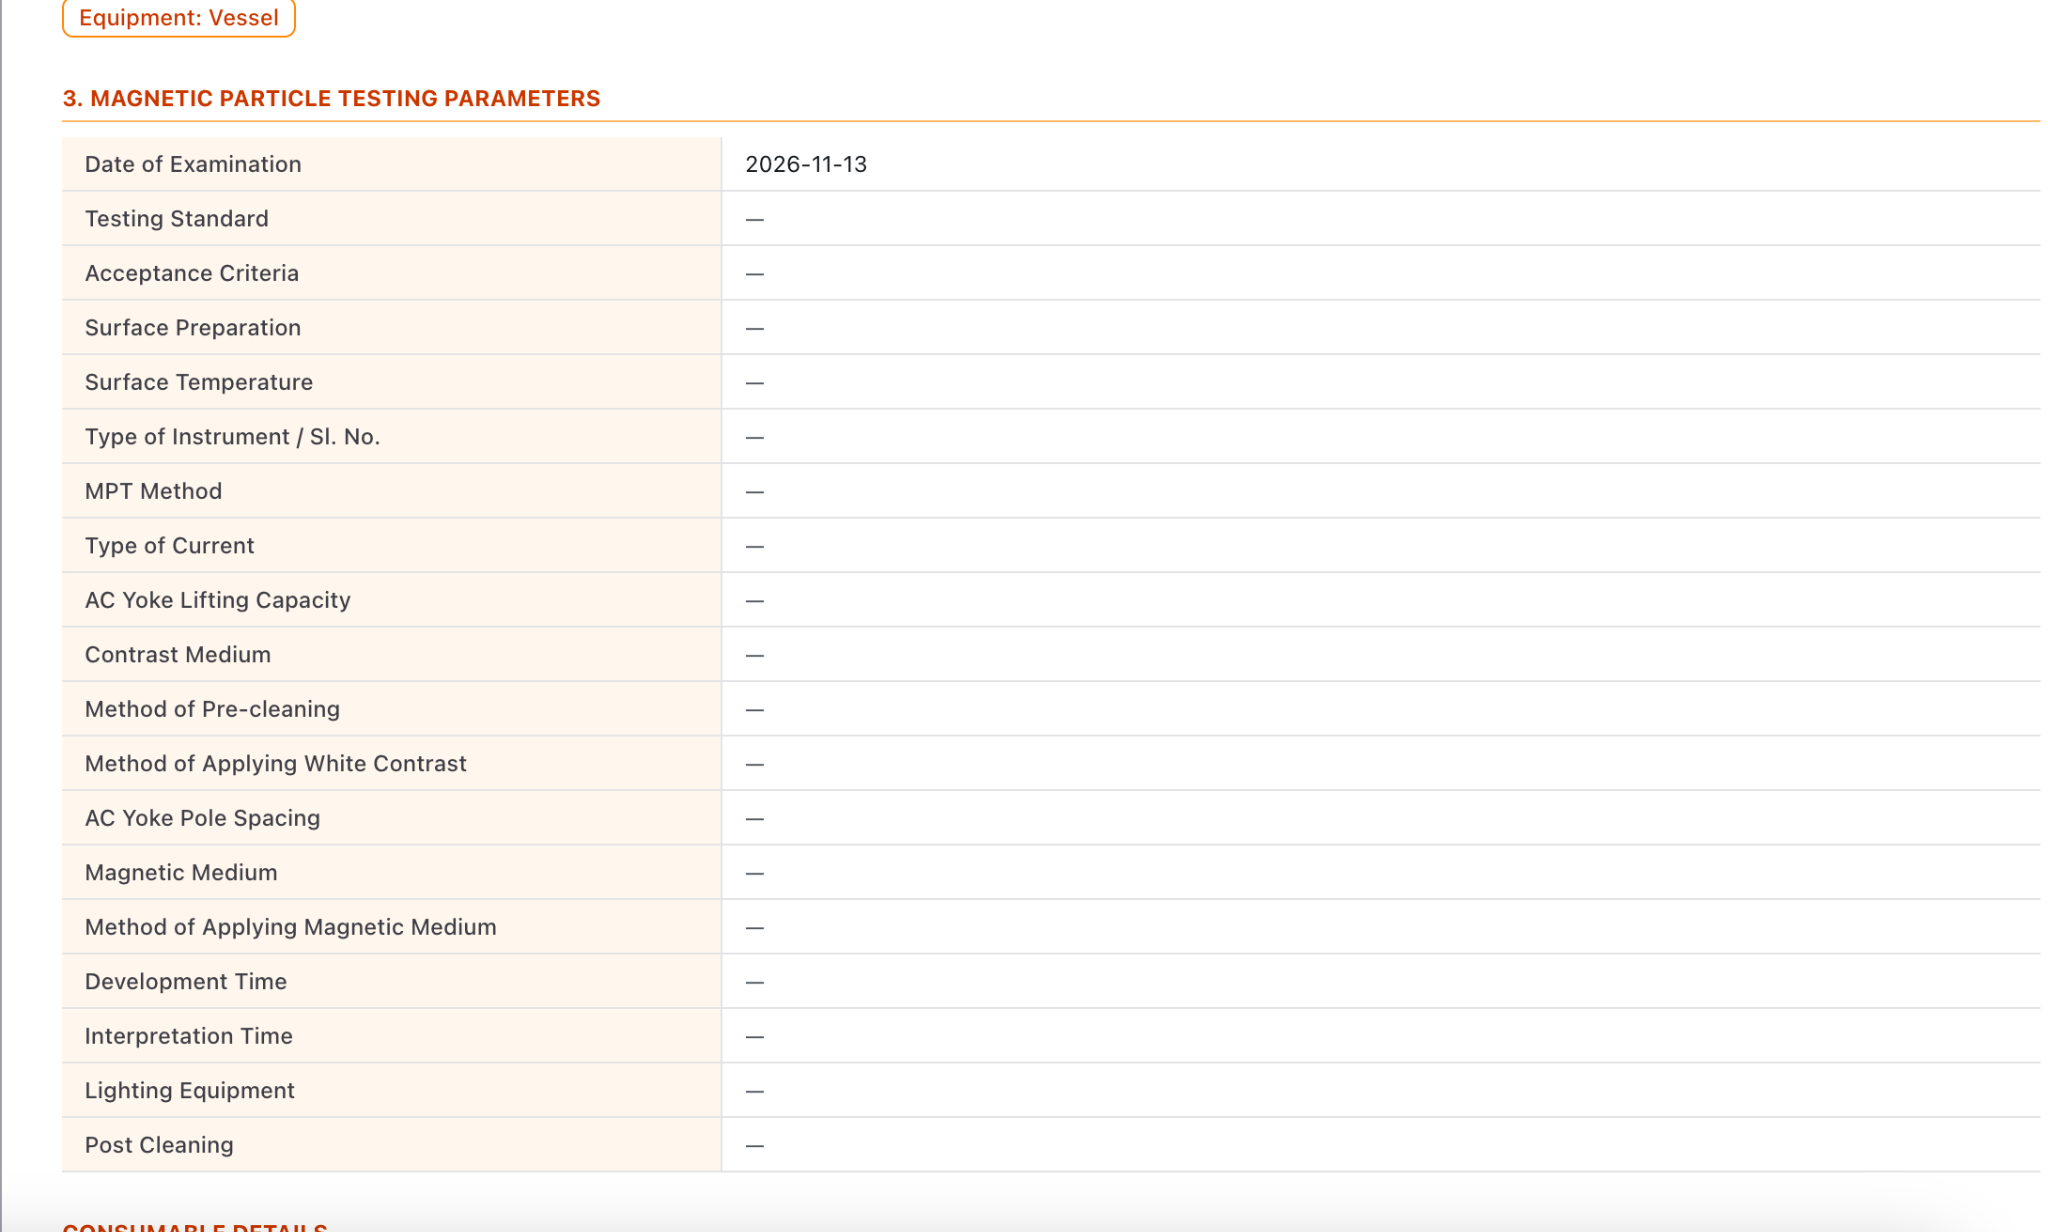 Equipment: Vessel
3. MAGNETIC PARTICLE TESTING PARAMETERS
Date of Examination 2026-11-13
Testing Standard —
Acceptance Criteria —
Surface Preparation —
Surface Temperature —
Type of Instrument / Sl. No. —
MPT Method —
Type of Current —
AC Yoke Lifting Capacity —
Contrast Medium —
Method of Pre-cleaning —
Method of Applying White Contrast —
AC Yoke Pole Spacing —
Magnetic Medium —
Method of Applying Magnetic Medium —
Development Time —
Interpretation Time —
Lighting Equipment —
Post Cleaning —
CONSUMABLE DETAILS